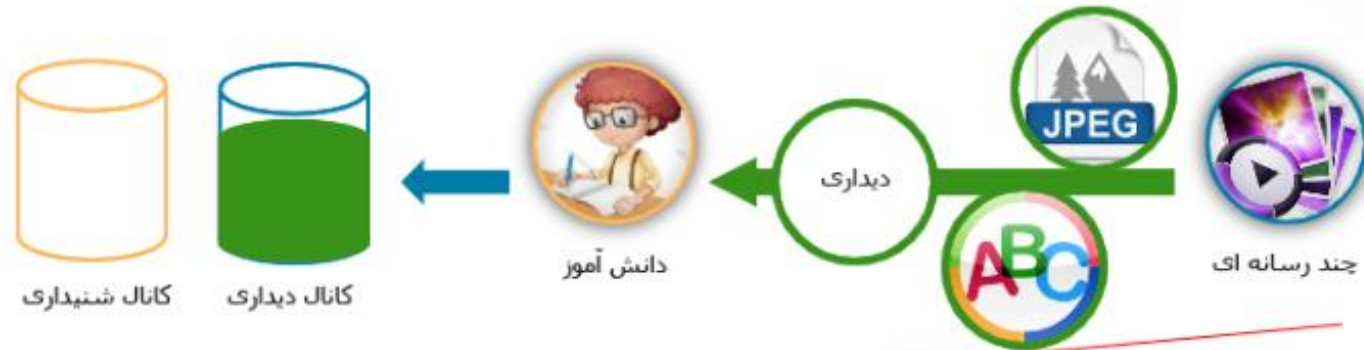 چند رسانه ای
JPEG
ABC
دیداری
دانش آموز
کانال دیداری
کانال شنیداری